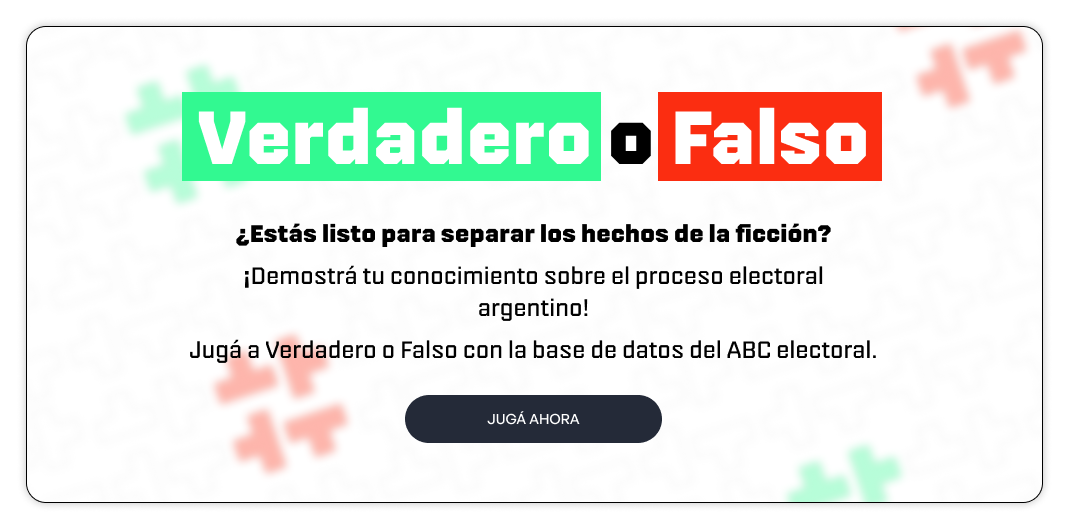 Verdadero o Falso
¿Estás listo para separar los hechos de la ficción?
¡Demostrá tu conocimiento sobre el proceso electoral
argentino!
Jugá a Verdadero o Falso con la base de datos del ABC electoral.
JUGÁ AHORA